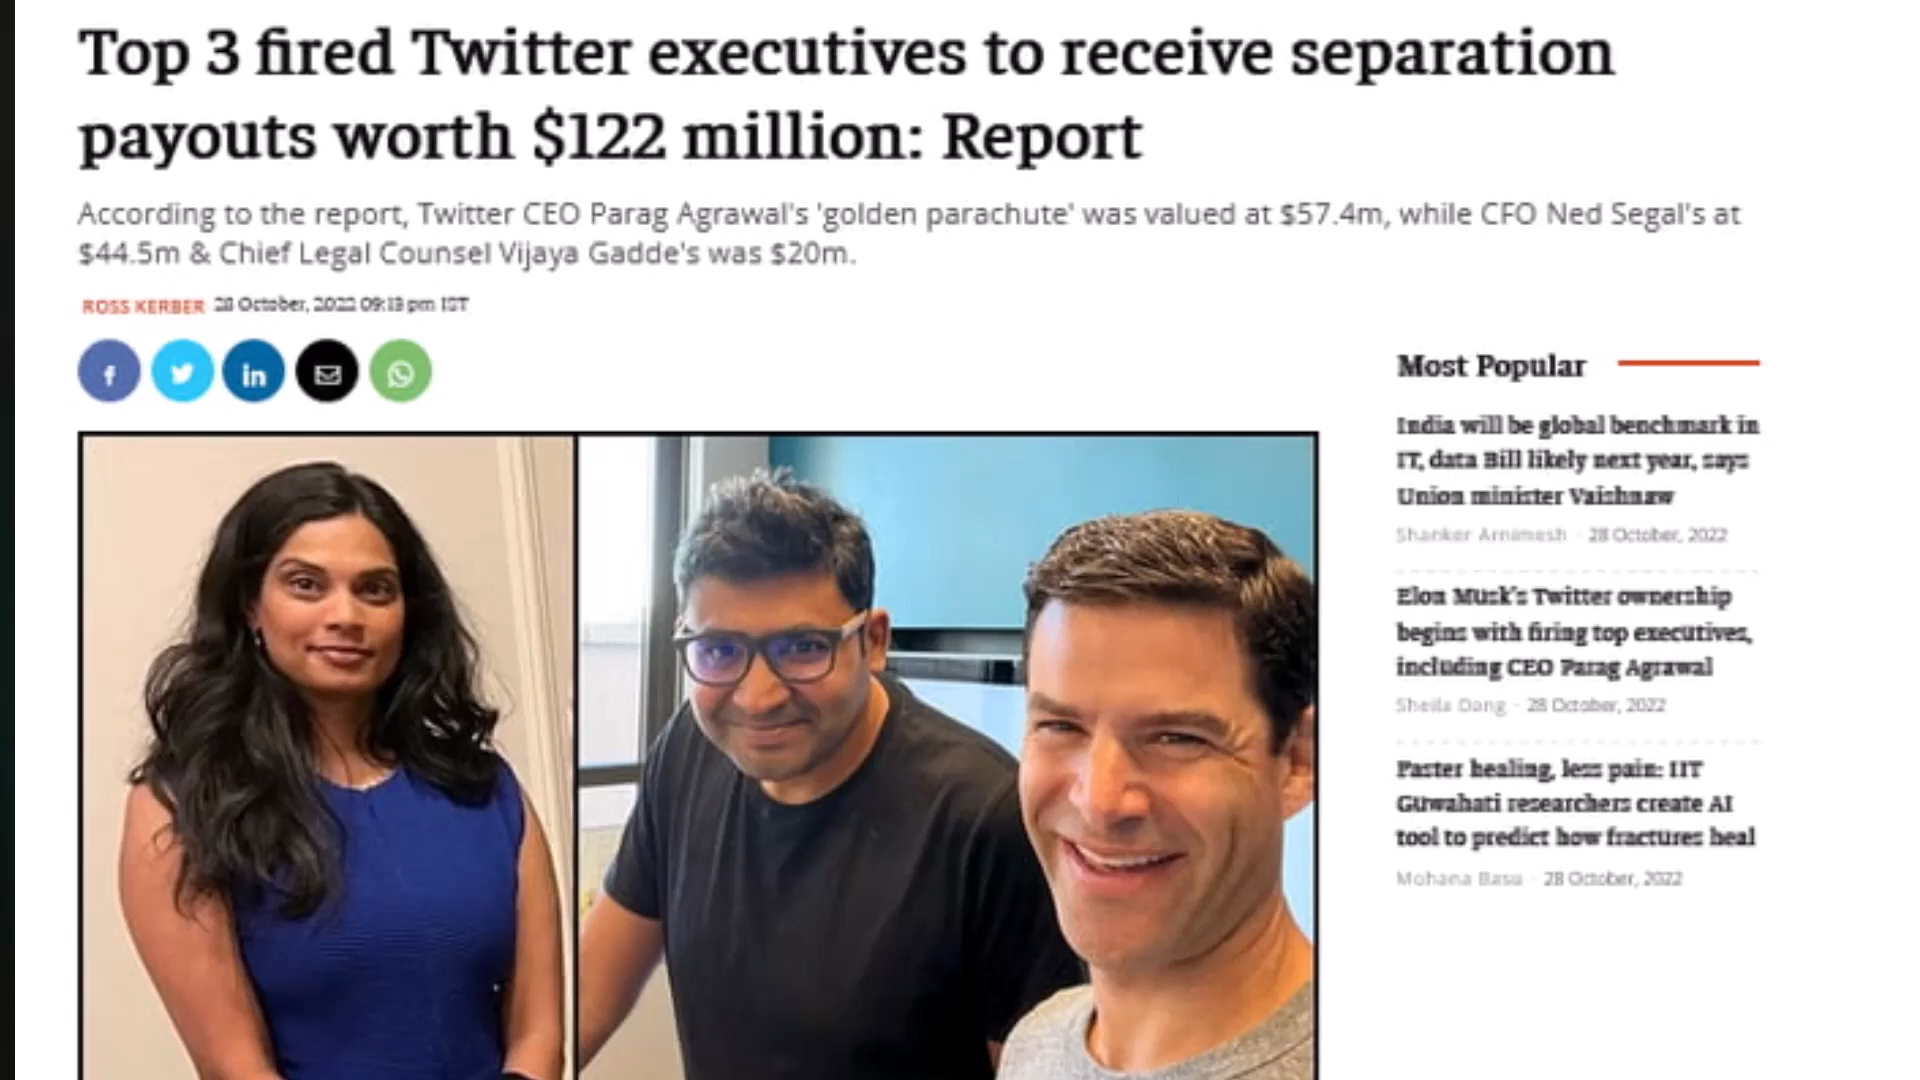 Top 3 fired Twitter executives to receive separation
payouts worth $122 million: Report
According to the report, Twitter CEO Parag Agrawal's 'golden parachute' was valued at $57.4m, while CFO Ned Segal's at
$44.5m & Chief Legal Counsel Vijaya Gadde's was $20m.
ROSS KERBER 28 October, 2022 09:13 pm IST
Most Popular
India will be global benchmark in
IT, data Bill likely next year, says
Union minister Vaishnaw
Shanker Arnimesh - 28 October, 2022
Elon Musk's Twitter ownership
begins with firing top executives,
including CEO Parag Agrawal
Sheila Dang - 28 October, 2022
Faster healing, less pain: IIT
Guwahati researchers create AI
tool to predict how fractures heal
Mohana Basu - 28 October, 2022